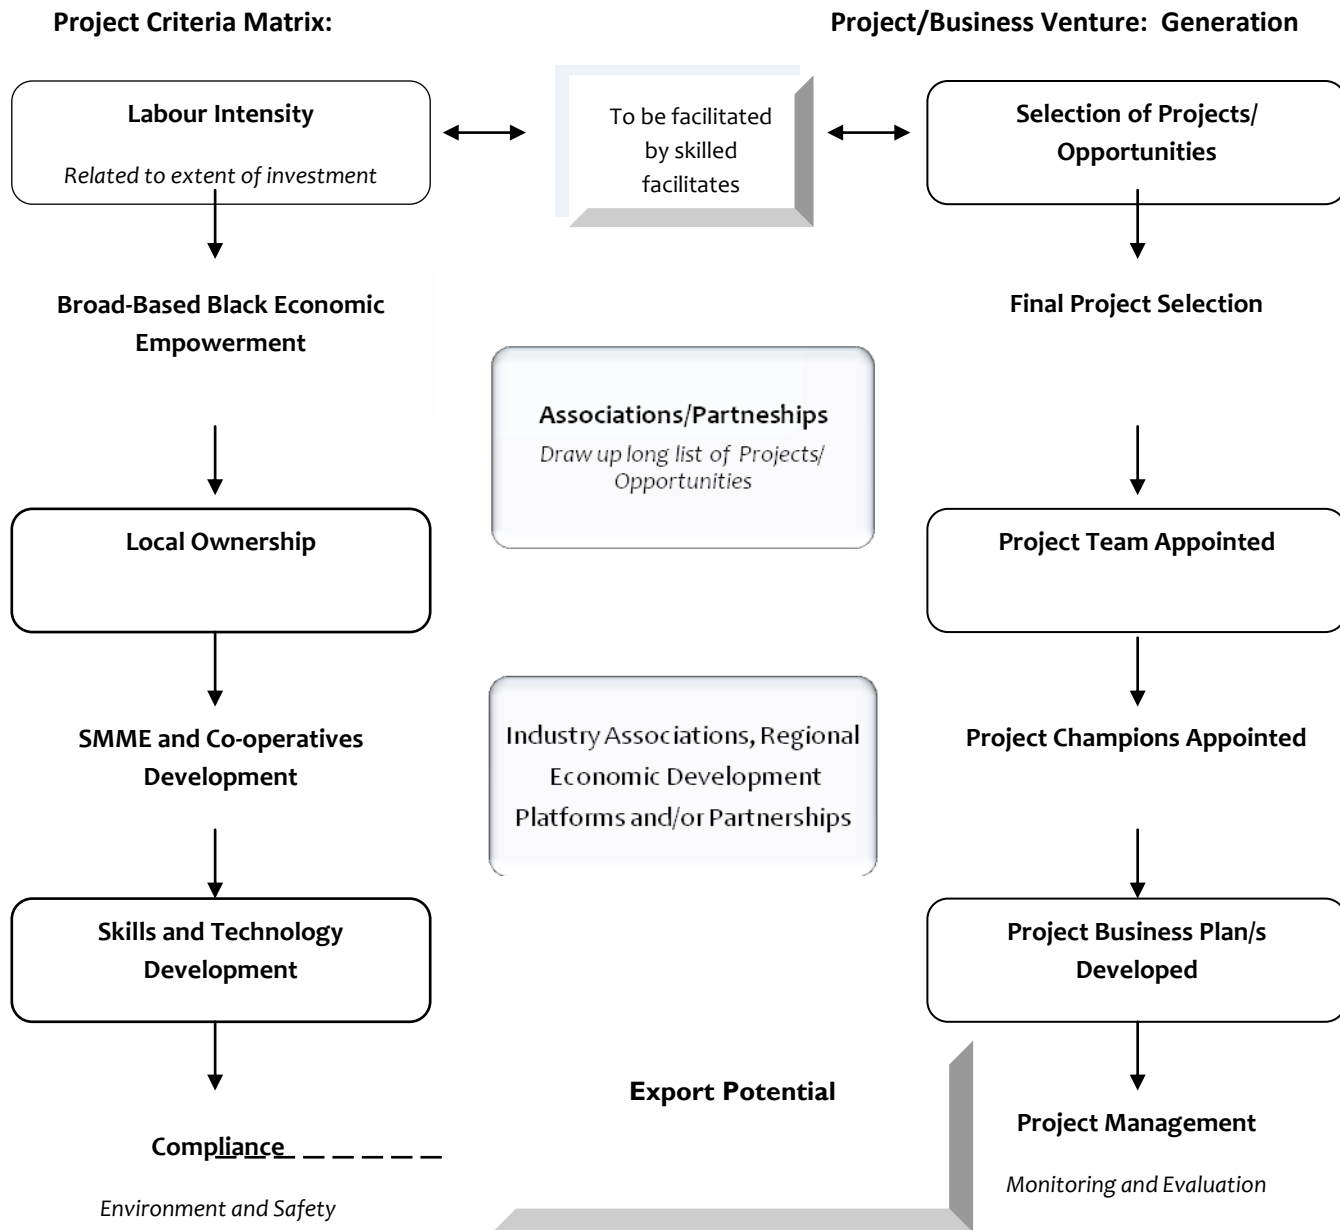 Project Criteria Matrix:
Project/Business Venture: Generation
Labour Intensity
Related to extent of investment
To be facilitated
by skilled
facilitates
Selection of Projects/
Opportunities
Broad-Based Black Economic
Empowerment
Final Project Selection
Associations/Partneships
Draw up long list of Projects/
Opportunities
Local Ownership
Project Team Appointed
SMME and Co-operatives
Development
Industry Associations, Regional
Economic Development
Platforms and/or Partnerships
Project Champions Appointed
Skills and Technology
Development
Project Business Plan/s
Developed
Export Potential
Compliance
Environment and Safety
Project Management
Monitoring and Evaluation